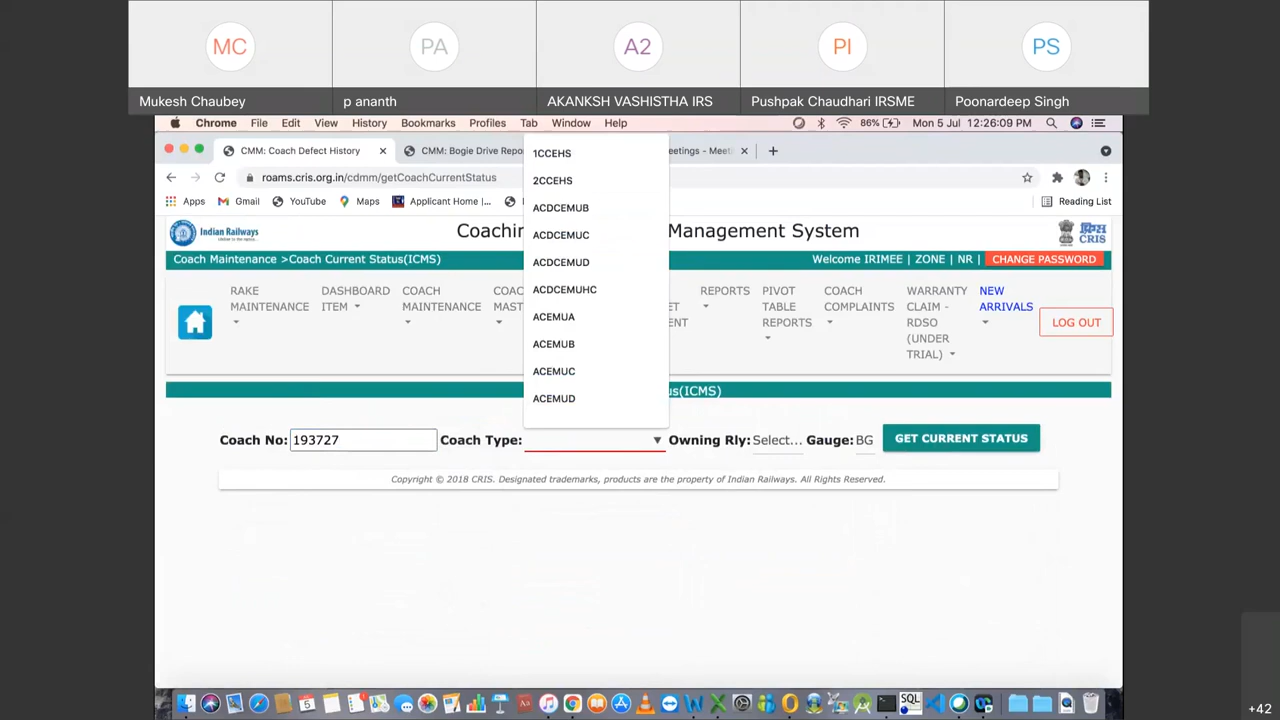 MC
PA
A2
PI
PS
Mukesh Chaubey
p ananth
AKANKSH VASHISTHA IRS
Pushpak Chaudhari IRSME
Poonardeep Singh
Chrome File Edit View History Bookmarks Profiles Tab Window Help
86% Mon 5 Jul 12:26:09 PM
CMM: Coach Defect History
CMM: Bogie Drive Repo
eetings - Meeti
roams.cris.org.in/cdmm/getCoachCurrentStatus
Apps Gmail YouTube Maps Applicant Home |...
Reading List
Indian Railways
Coachin
Management System
CRIS
Coach Maintenance >Coach Current Status(ICMS)
Welcome IRIMEE | ZONE | NR | CHANGE PASSWORD
RAKE MAINTENANCE
DASHBOARD ITEM
COACH MAINTENANCE
COAC
MAST
ET
ENT
REPORTS
PIVOT TABLE REPORTS
COACH COMPLAINTS
WARRANTY CLAIM - RDSO (UNDER TRIAL)
NEW ARRIVALS
LOG OUT
us(ICMS)
1CCEHS
2CCEHS
ACDCEMUB
ACDCEMUC
ACDCEMUD
ACDCEMUHC
ACEMUA
ACEMUB
ACEMUC
ACEMUD
Coach No: 193727 Coach Type: Owning Rly: Select... Gauge: BG GET CURRENT STATUS
Copyright © 2018 CRIS. Designated trademarks, products are the property of Indian Railways. All Rights Reserved.
SQL
+42